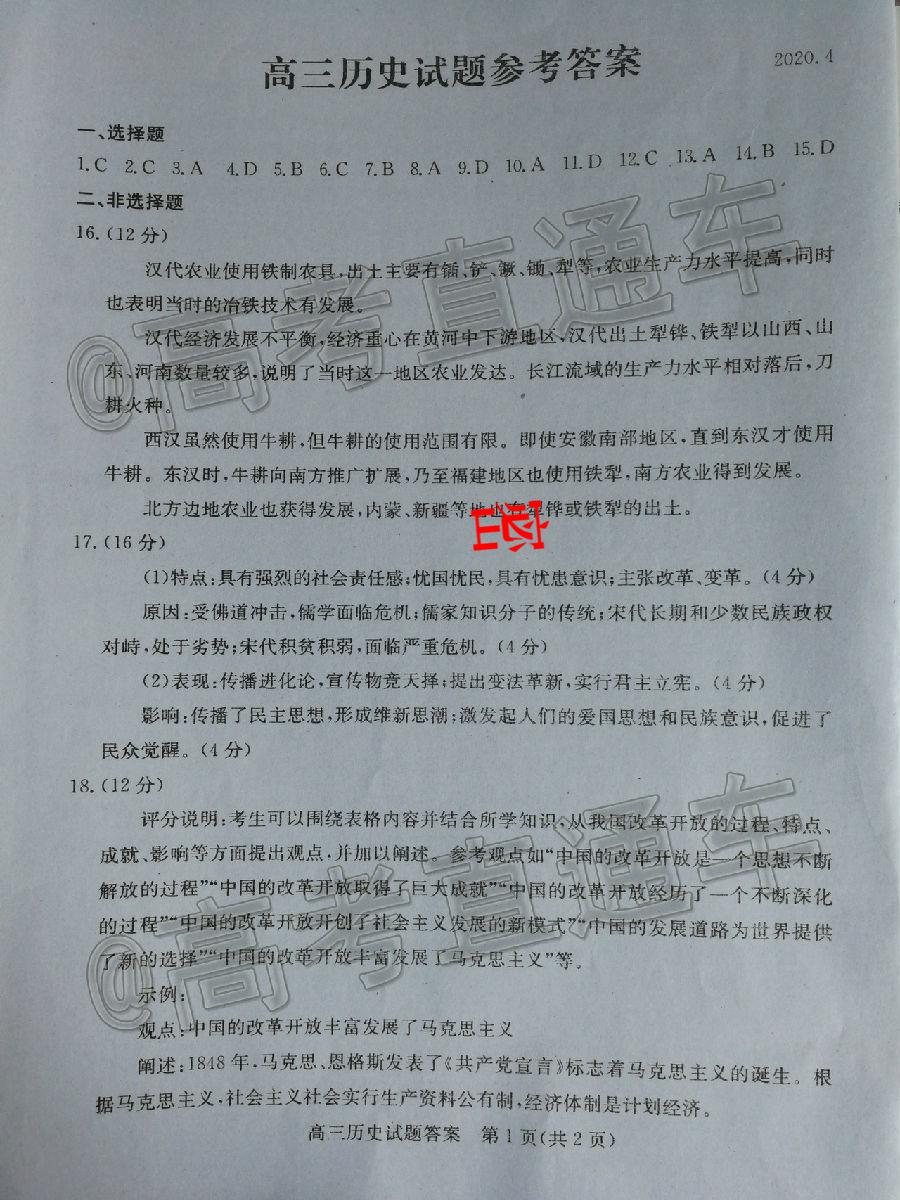 高三历史试题参考答案
2020.4
一、选择题
1.C 2.C 3.A 4.D 5.B 6.C 7.B 8.A 9.D 10.A 11.D 12.C 13.A 14.B 15.D
二、非选择题
16.(12分)
汉代农业使用铁制农具,出土主要有锸、铲、镢、锄、犁等,农业生产力水平提高,同时
也表明当时的冶铁技术有发展。
汉代经济发展不平衡,经济重心在黄河中下游地区,汉代出土犁铧、铁犁以山西、山
东、河南数量较多,说明了当时这一地区农业发达。长江流域的生产力水平相对落后,刀
耕火种。
西汉虽然使用牛耕,但牛耕的使用范围有限。即使安徽南部地区,直到东汉才使用
牛耕。东汉时,牛耕向南方推广扩展,乃至福建地区也使用铁犁,南方农业得到发展。
北方边地农业也获得发展,内蒙、新疆等地也有犁铧或铁犁的出土。
17.(16分)
(1)特点:具有强烈的社会责任感;忧国忧民,具有忧患意识;主张改革、变革。(4分)
原因:受佛道冲击,儒学面临危机;儒家知识分子的传统;宋代长期和少数民族政权
对峙,处于劣势;宋代积贫积弱,面临严重危机。(4分)
(2)表现:传播进化论,宣传物竞天择;提出变法革新,实行君主立宪。(4分)
影响:传播了民主思想,形成维新思潮;激发起人们的爱国思想和民族意识,促进了
民众觉醒。(4分)
18.(12分)
评分说明:考生可以围绕表格内容并结合所学知识,从我国改革开放的过程、特点、
成就、影响等方面提出观点,并加以阐述。参考观点如“中国的改革开放是一个思想不断
解放的过程”“中国的改革开放取得了巨大成就”“中国的改革开放经历了一个不断深化
的过程”“中国的改革开放开创了社会主义发展的新模式”“中国的发展道路为世界提供
了新的选择”“中国的改革开放丰富发展了马克思主义”等。
示例:
观点:中国的改革开放丰富发展了马克思主义
阐述:1848年,马克思、恩格斯发表了《共产党宣言》标志着马克思主义的诞生。根
据马克思主义,社会主义社会实行生产资料公有制,经济体制是计划经济。
高三历史试题答案 第1页(共2页)
@高考直通车
@高考直通车